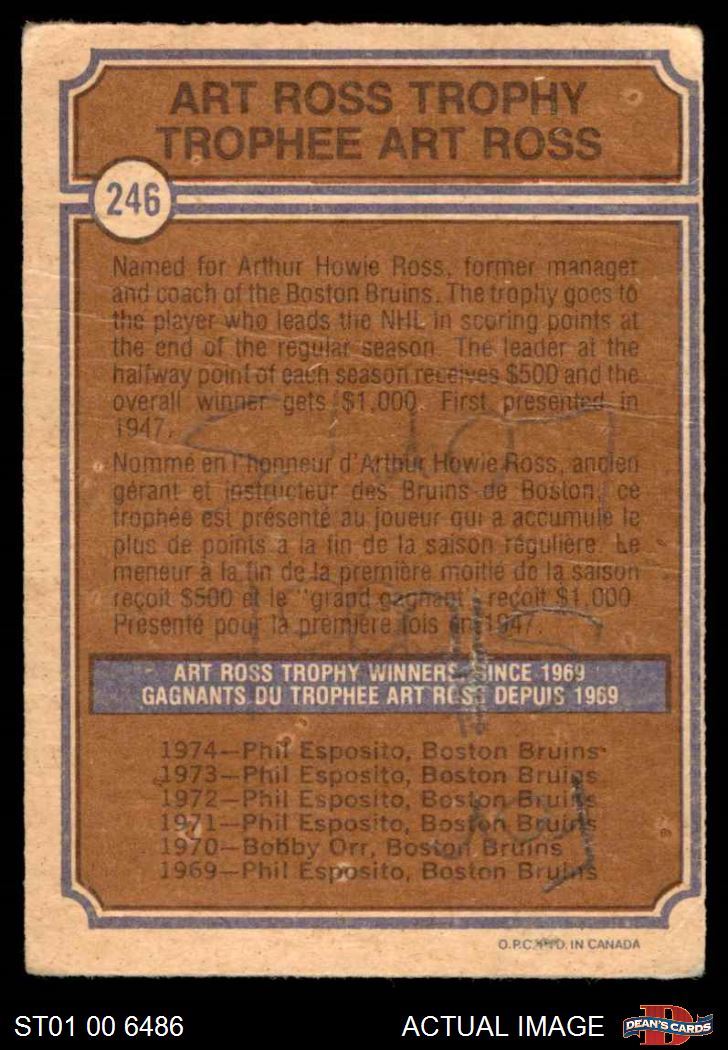 ART ROSS TROPHY
TROPHEE ART ROSS
246
Named for Arthur Howie Ross, former manager
and coach of the Boston Bruins. The trophy goes to
the player who leads the NHL in scoring points at
the end of the regular season. The leader at the
halfway point of each season receives $500 and the
overall winner gets $1,000. First presented in
1947.
Nommé en l'honneur d'Arthur Howie Ross, ancien
gérant et instructeur des Bruins de Boston, ce
trophée est présenté au joueur qui a accumulé le
plus de points à la fin de la saison régulière. Le
meneur à la fin de la première moitié de la saison
reçoit $500 et le "grand gagnant" reçoit $1,000
Présenté pour la première fois en 1947.
ART ROSS TROPHY WINNERS SINCE 1969
GAGNANTS DU TROPHEE ART ROSS DEPUIS 1969
1974—Phil Esposito, Boston Bruins
1973—Phil Esposito, Boston Bruins
1972—Phil Esposito, Boston Bruins
1971—Phil Esposito, Boston Bruins
1970—Bobby Orr, Boston Bruins
1969—Phil Esposito, Boston Bruins
O.P.C. PTD. IN CANADA
ST01 00 6486
ACTUAL IMAGE
DEAN'S CARDS